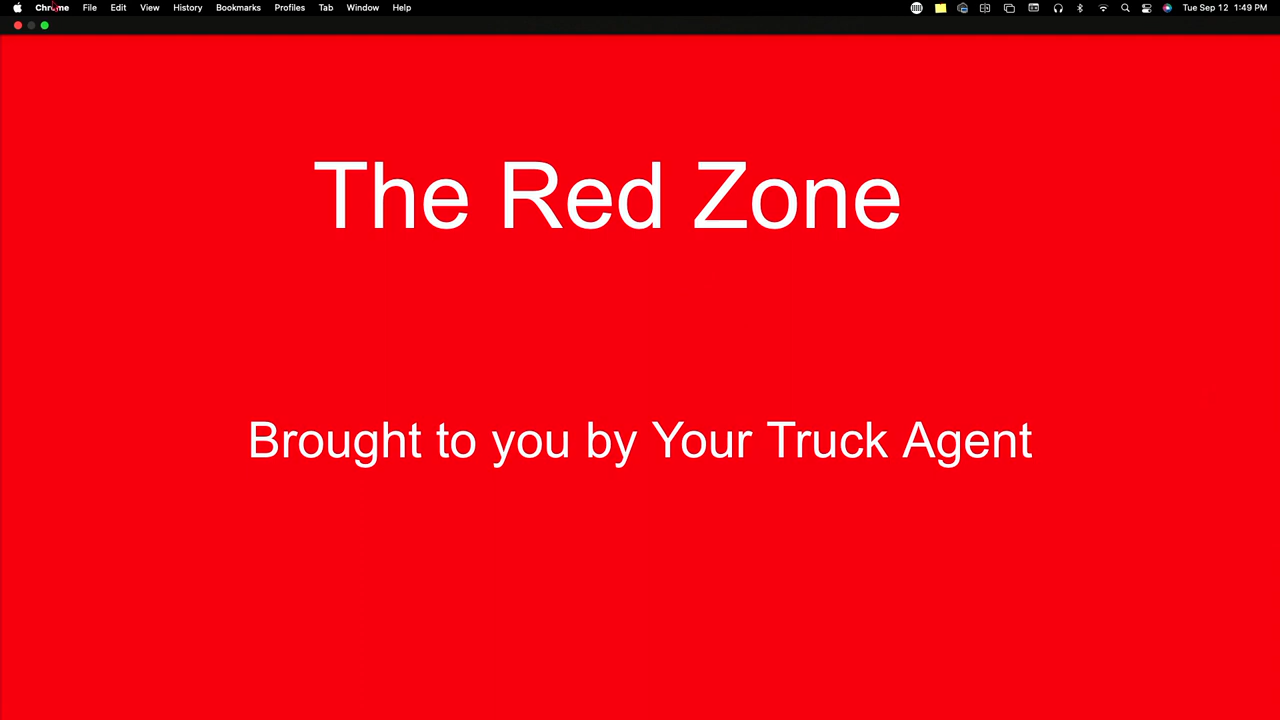 Chrome File Edit View History Bookmarks Profiles Tab Window Help Tue Sep 12 1:49 PM
The Red Zone
Brought to you by Your Truck Agent